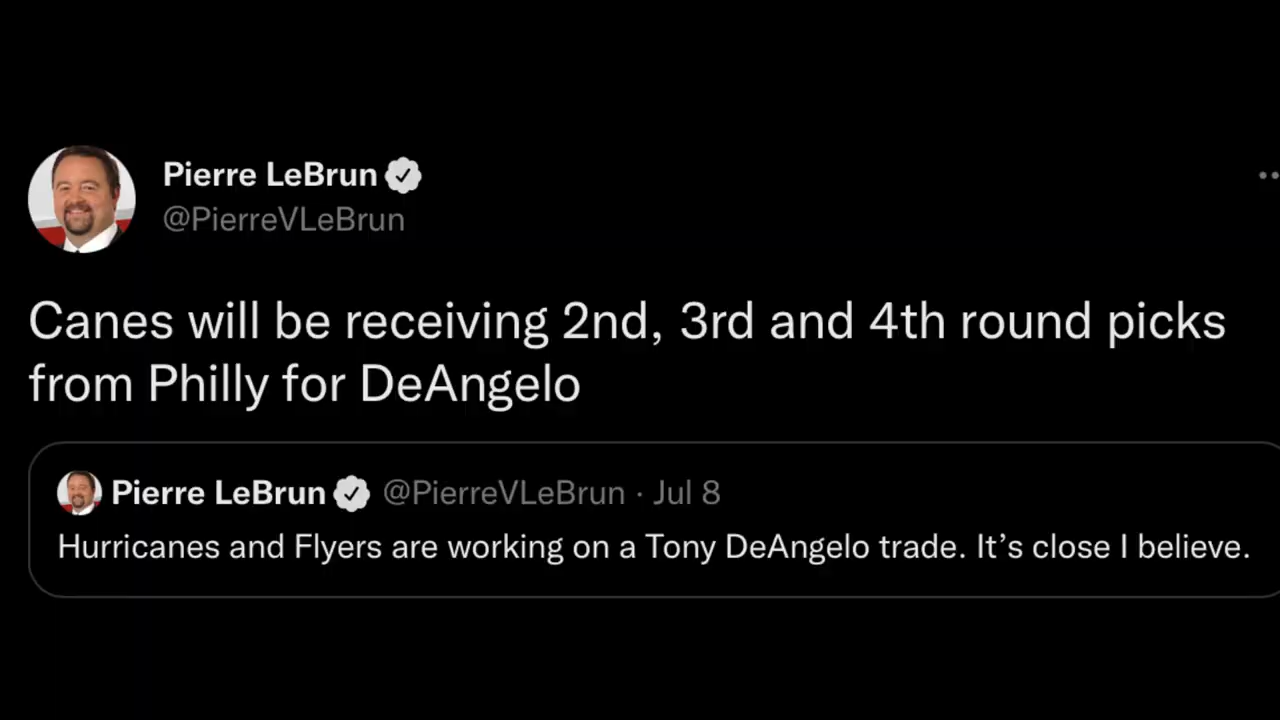 Pierre LeBrun
@PierreVLeBrun
Canes will be receiving 2nd, 3rd and 4th round picks
from Philly for DeAngelo
Pierre LeBrun @PierreVLeBrun · Jul 8
Hurricanes and Flyers are working on a Tony DeAngelo trade. It’s close I believe.